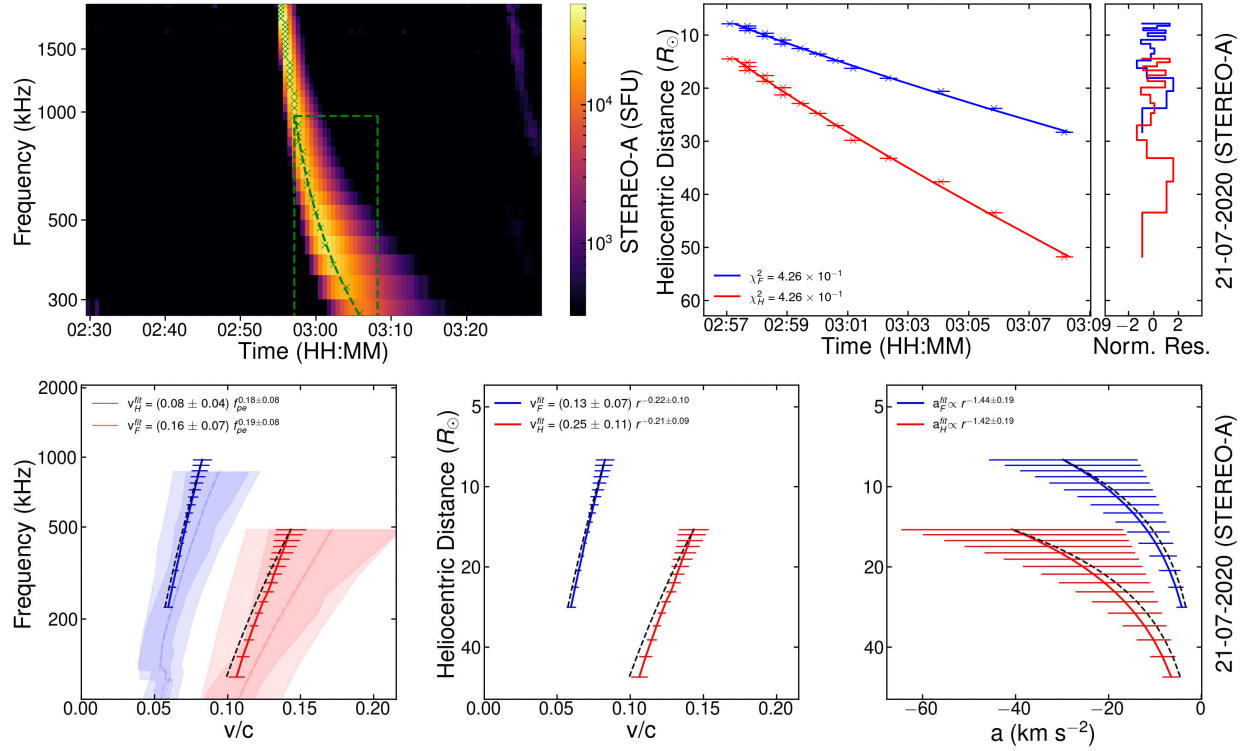 1500
1000
500
300
Frequency (kHz)
02:30
02:40
02:50
03:00
03:10
03:20
Time (HH:MM)
10⁴
10³
STEREO-A (SFU)
10
20
30
40
50
60
Heliocentric Distance (R⊙)
χ²_F = 4.26 × 10⁻¹
χ²_H = 4.26 × 10⁻¹
02:57
02:59
03:01
03:03
03:05
03:07
03:09
Time (HH:MM)
−2
0
2
Norm. Res.
21-07-2020 (STEREO-A)
2000
1000
500
200
Frequency (kHz)
v_H^fit = (0.08 ± 0.04) f_pe^0.18±0.08
v_F^fit = (0.16 ± 0.07) f_pe^0.19±0.08
0.00
0.05
0.10
0.15
0.20
v/c
5
10
20
40
Heliocentric Distance (R⊙)
v_F^fit = (0.13 ± 0.07) r^−0.22±0.10
v_H^fit = (0.25 ± 0.11) r^−0.21±0.09
0.00
0.05
0.10
0.15
0.20
v/c
5
10
20
40
a_F^fit ∝ r^−1.44±0.19
a_H^fit ∝ r^−1.42±0.19
−60
−40
−20
0
a (km s⁻²)
21-07-2020 (STEREO-A)